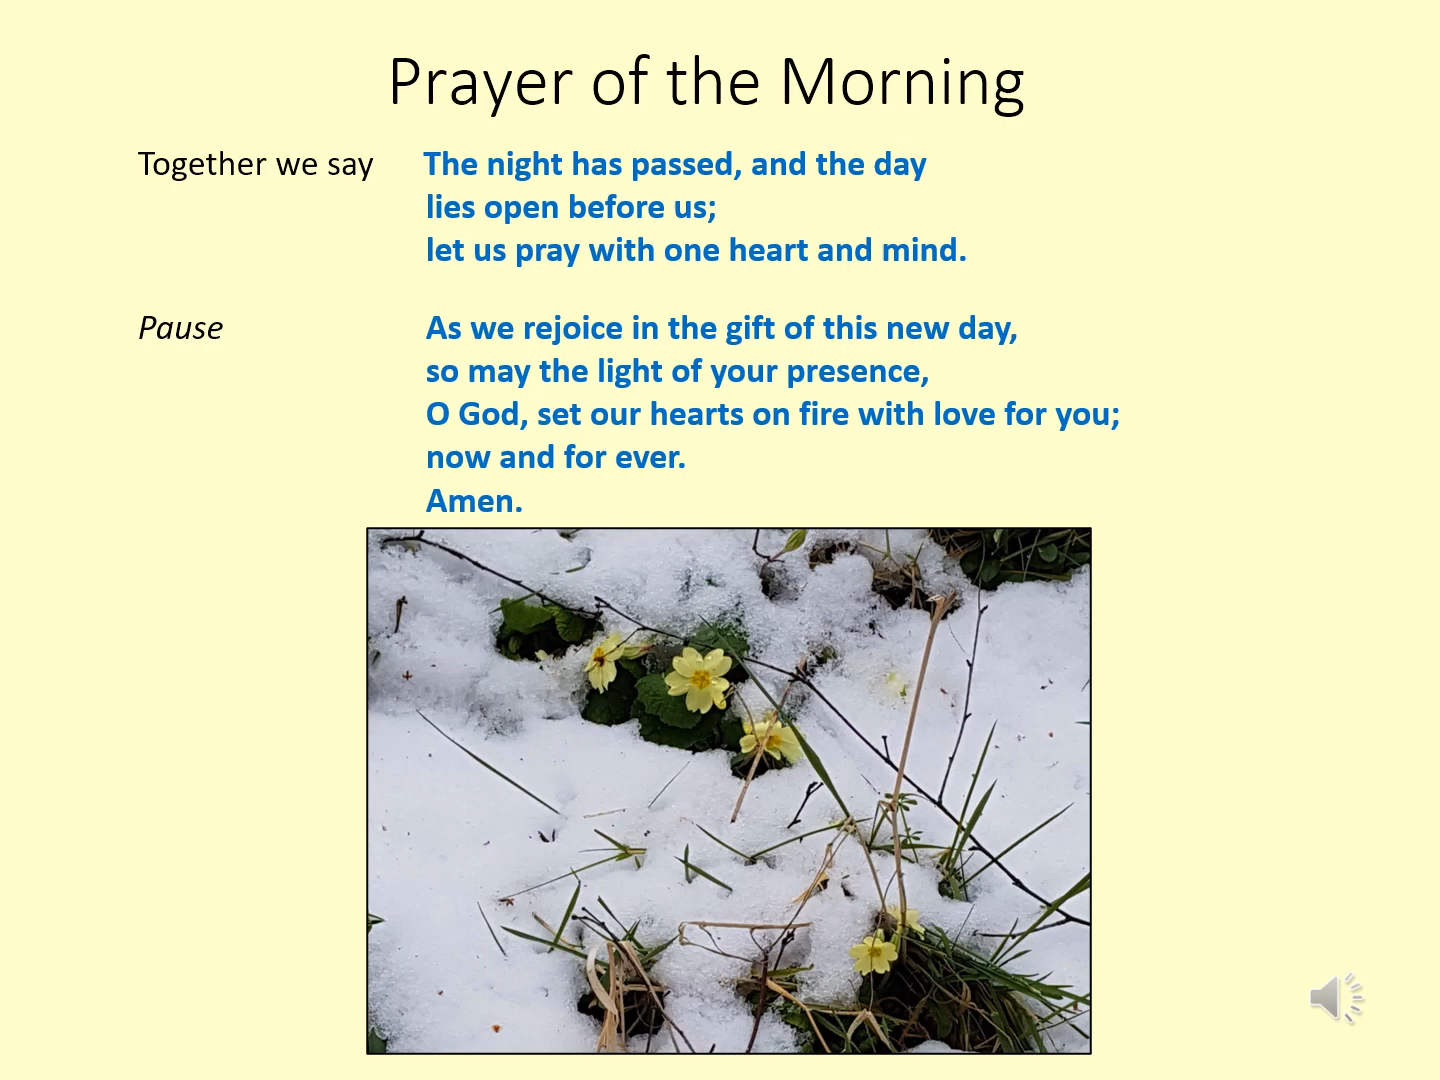 Prayer of the Morning
Together we say The night has passed, and the day
lies open before us;
let us pray with one heart and mind.
Pause As we rejoice in the gift of this new day,
so may the light of your presence,
O God, set our hearts on fire with love for you;
now and for ever.
Amen.